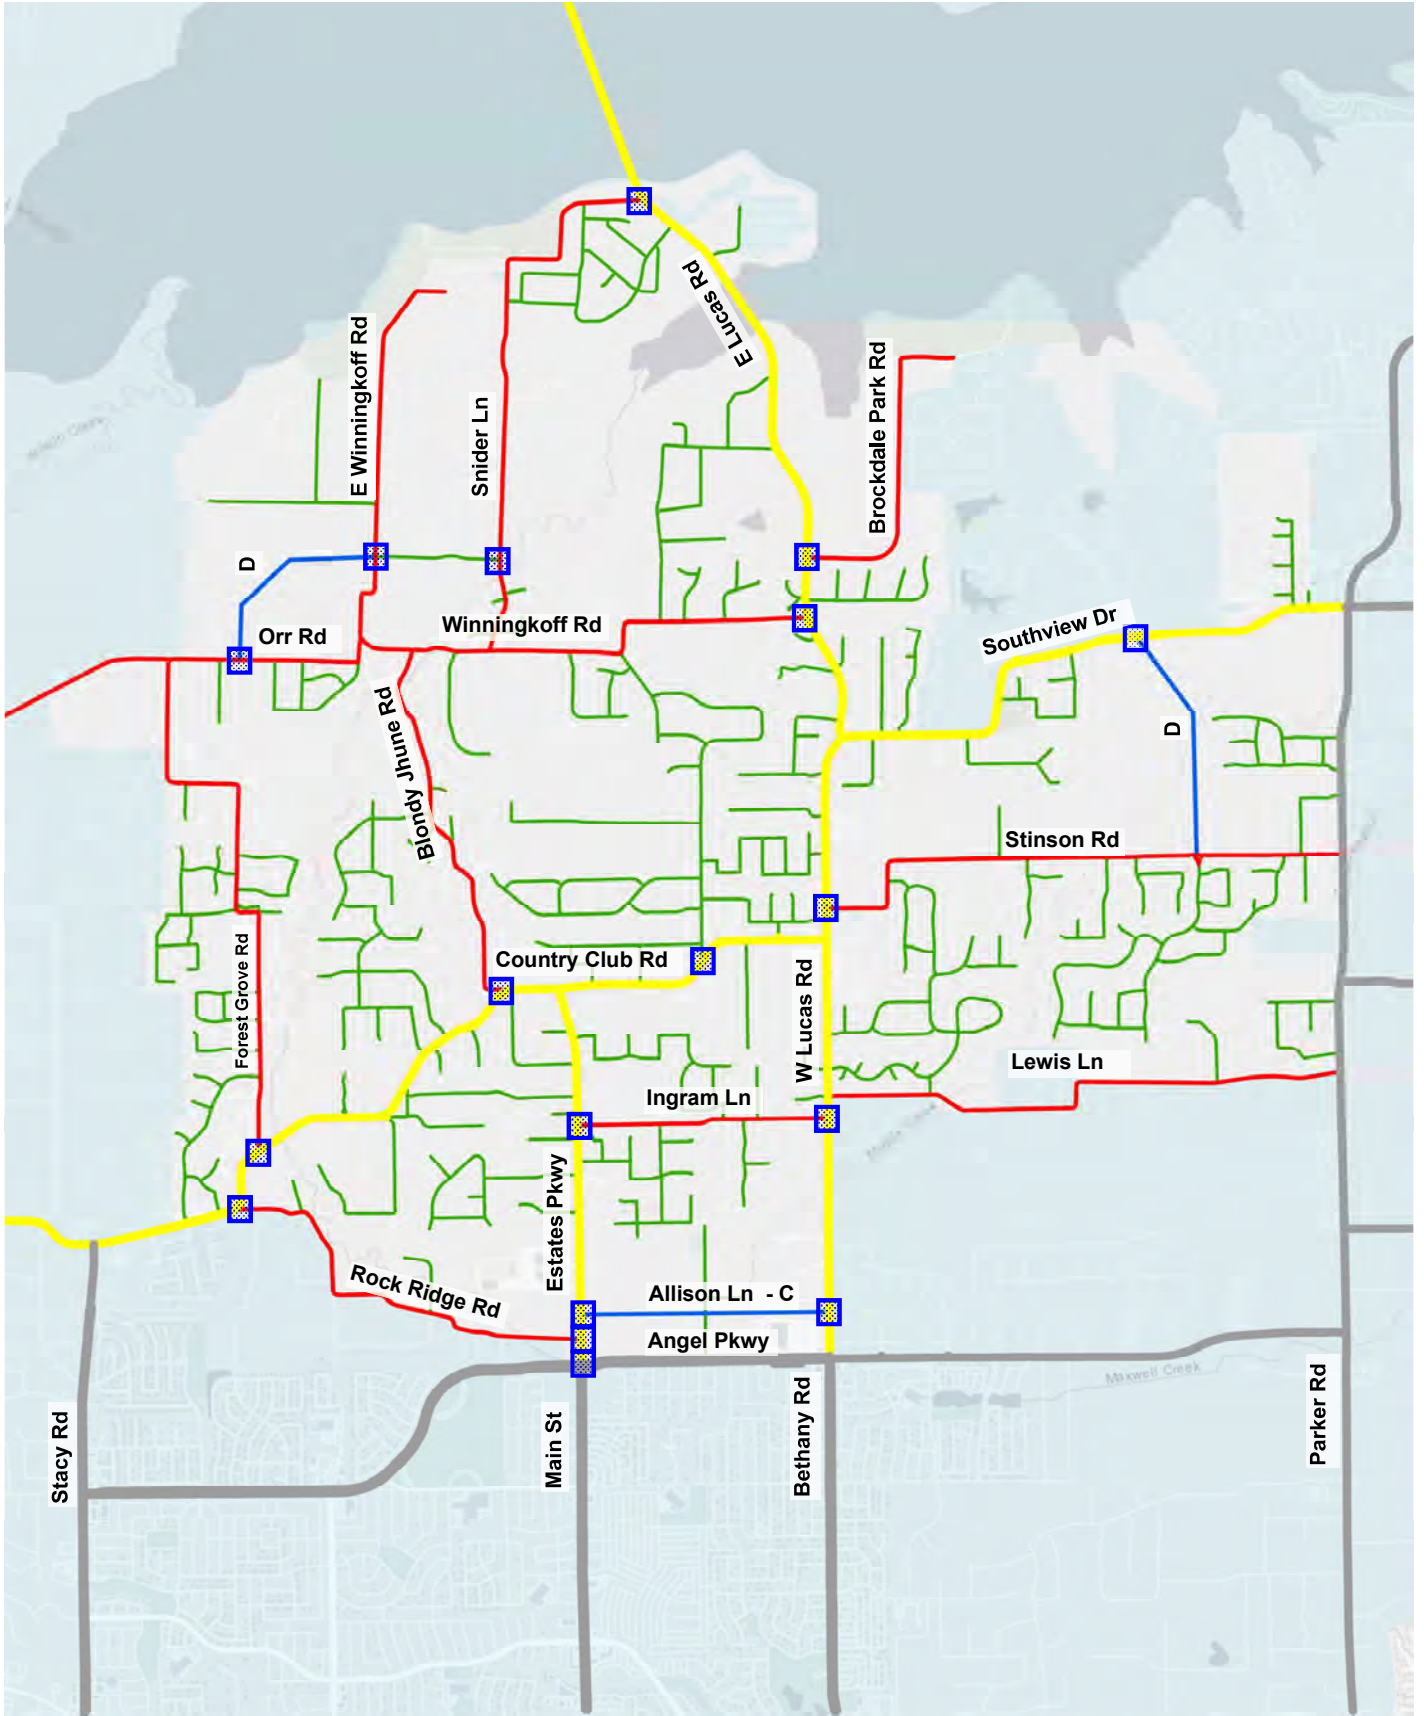 E Lucas Rd
E Winningkoff Rd
Snider Ln
Brockdale Park Rd
D
Orr Rd
Winningkoff Rd
Southview Dr
Blondy Jhune Rd
D
Stinson Rd
Forest Grove Rd
Country Club Rd
W Lucas Rd
Lewis Ln
Ingram Ln
Estates Pkwy
Rock Ridge Rd
Allison Ln - C
Angel Pkwy
Maxwell Creek
Stacy Rd
Main St
Bethany Rd
Parker Rd